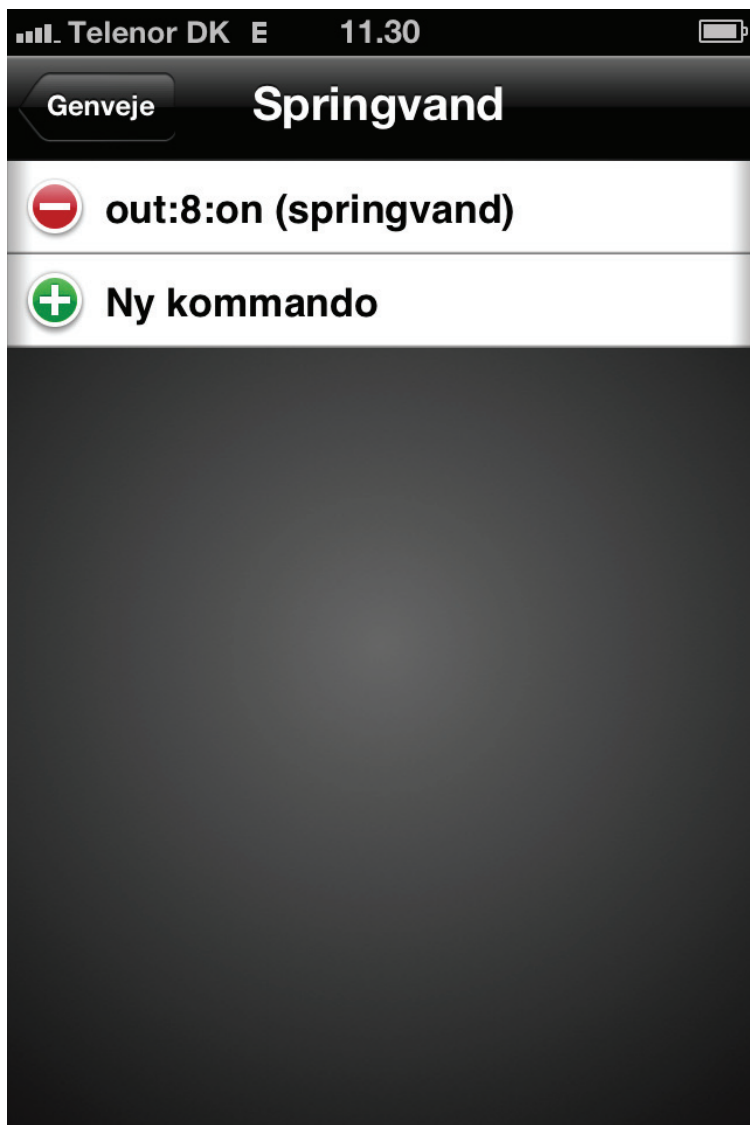 Telenor DK E 11.30
Genveje Springvand
out:8:on (springvand)
Ny kommando